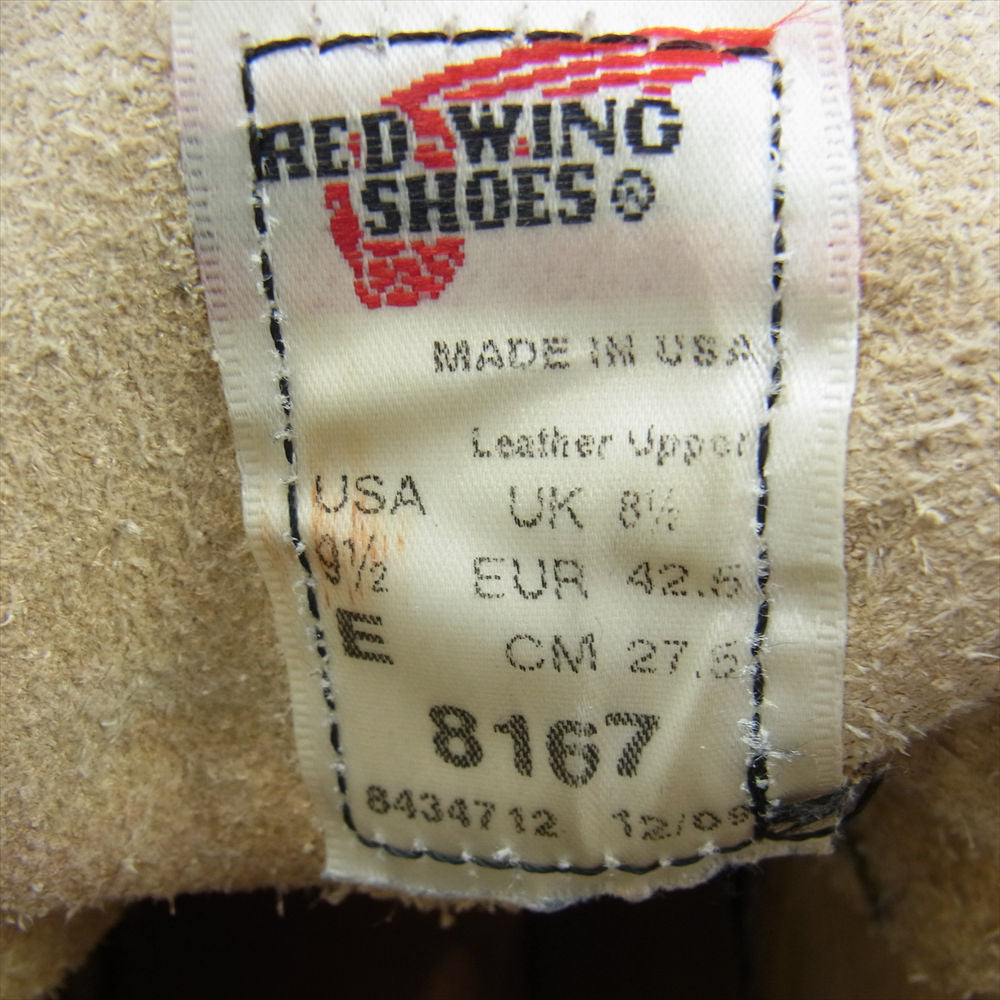 RED WING
SHOES®
MADE IN USA
Leather Upper
USA UK 8½
9½ EUR 42.5
E CM 27.5
8167
8434712 12/09